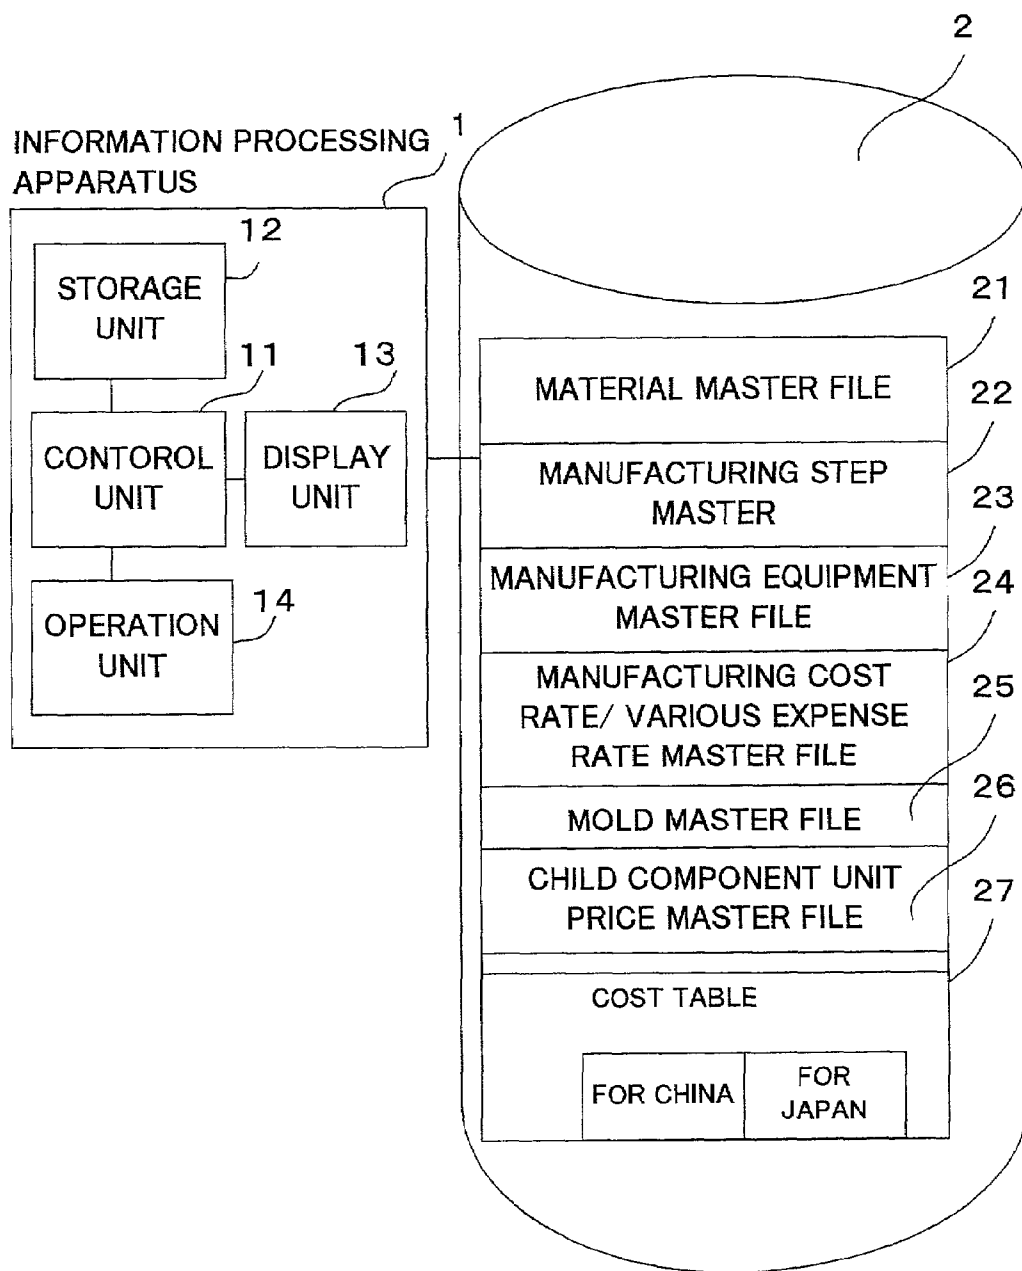 2
INFORMATION PROCESSING
APPARATUS
1
12
STORAGE
UNIT
11
13
CONTOROL
UNIT
DISPLAY
UNIT
14
OPERATION
UNIT
21
MATERIAL MASTER FILE
22
MANUFACTURING STEP
MASTER
23
MANUFACTURING EQUIPMENT
MASTER FILE
24
MANUFACTURING COST
RATE/ VARIOUS EXPENSE
RATE MASTER FILE
25
MOLD MASTER FILE
26
CHILD COMPONENT UNIT
PRICE MASTER FILE
27
COST TABLE
FOR CHINA
FOR
JAPAN